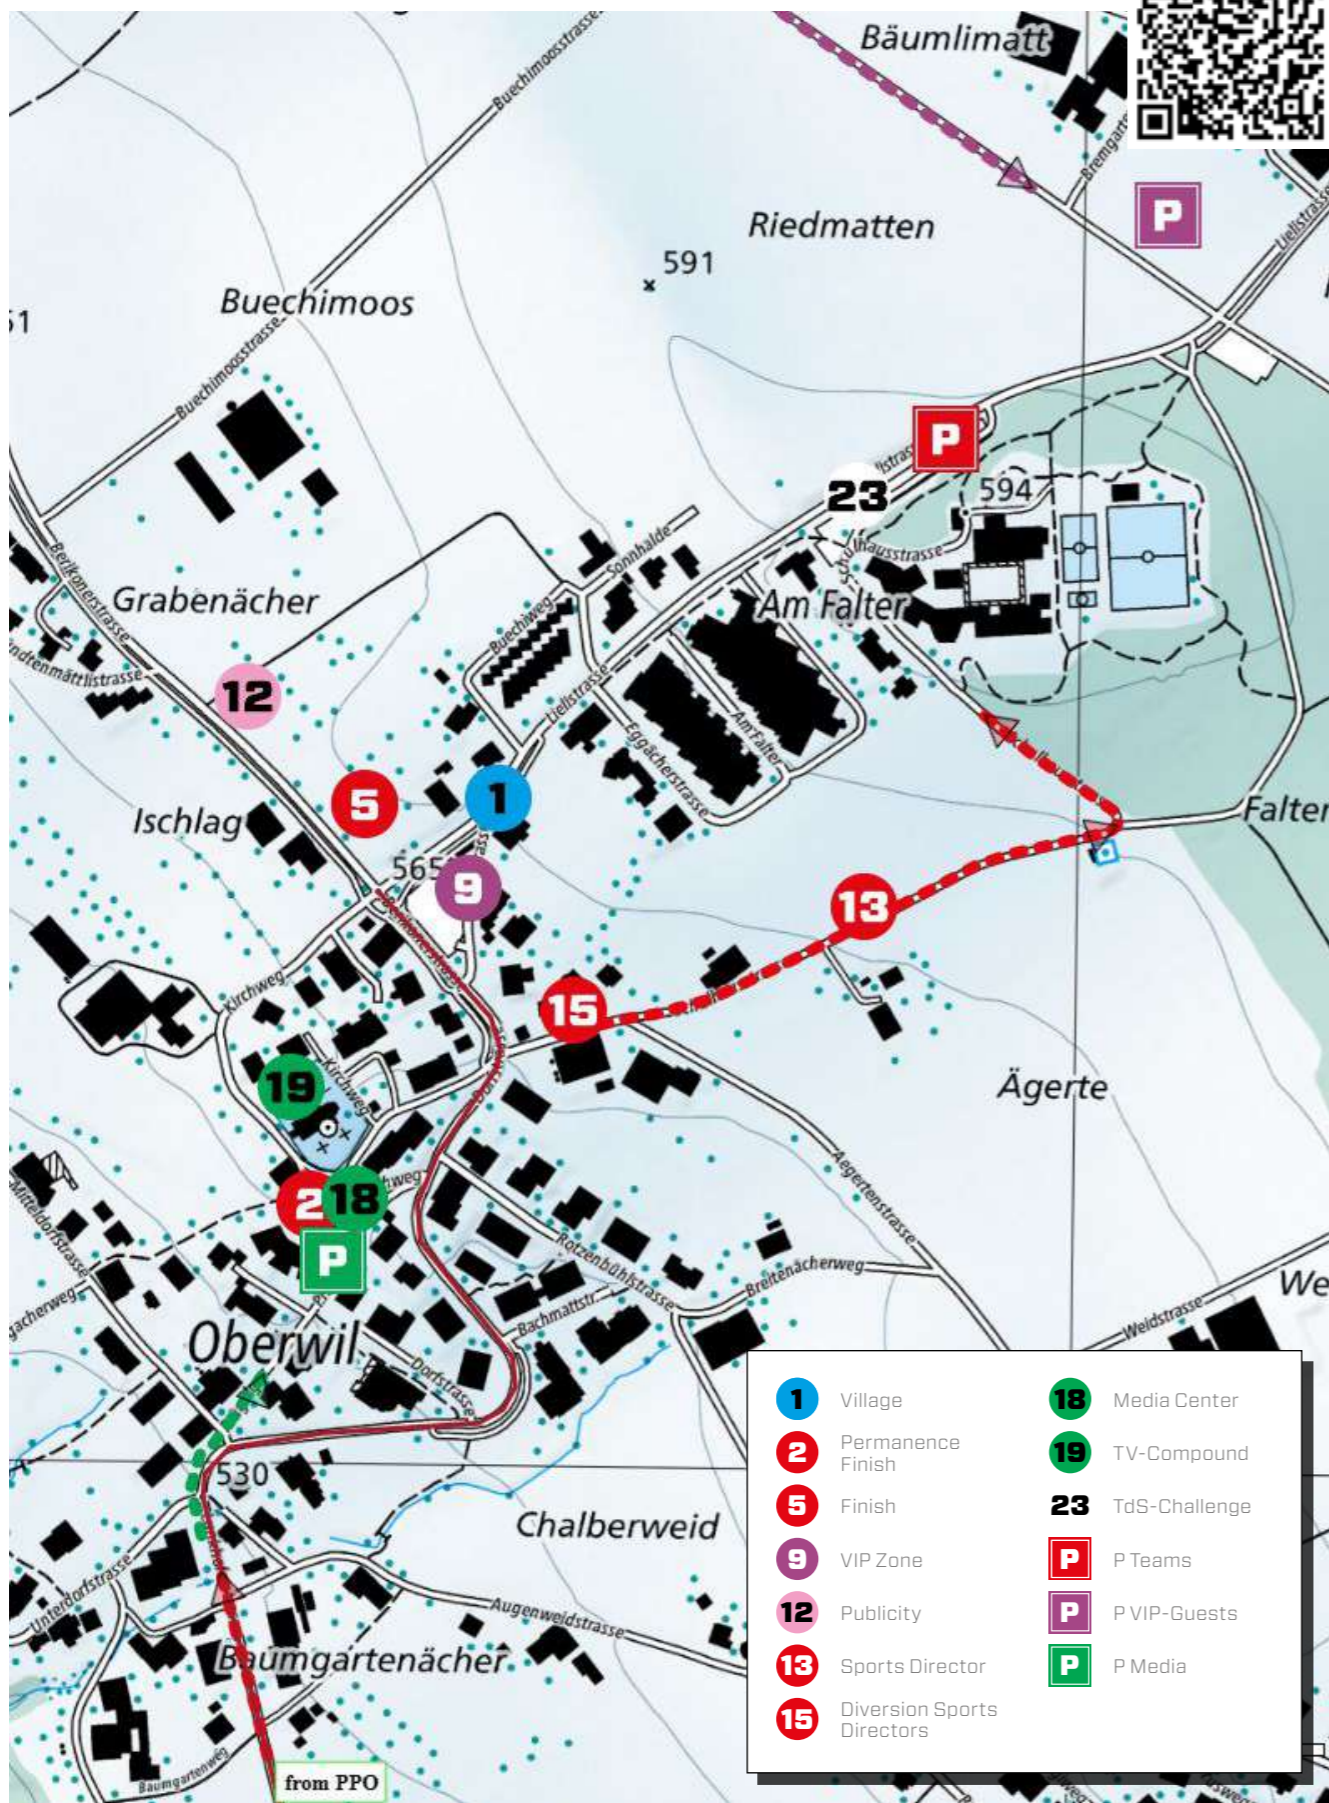 Bäumlimatt
Buechimoosstrasse
Riedmatten
Liellstrasse
P
591
Buechimoos
Buechimoosstrasse
P
23
594
Schulhausstrasse
Sonnhalde
Berikonerstrasse
Grabenächer
Buechiweg
Am Falter
12
Liellstrasse
Eggächerstrasse
Am Falter
5
1
Ischlag
Falter
565
9
13
Kirchweg
15
19
Kirchweg
Ägerte
2
18
Aegertenstrasse
Mitteldorfstrasse
P
Rotzenbühlstrasse
Breitenächerweg
Bachmattstr.
Weidstrasse
Oberwil
Dorfstrasse
530
Chalberweid
Unterdorfstrasse
Augenweidstrasse
Baumgartenächer
Baumgartenweg
from PPO
1 Village
2 Permanence
Finish
5 Finish
9 VIP Zone
12 Publicity
13 Sports Director
15 Diversion Sports
Directors
18 Media Center
19 TV-Compound
23 TdS-Challenge
P P Teams
P P VIP-Guests
P P Media